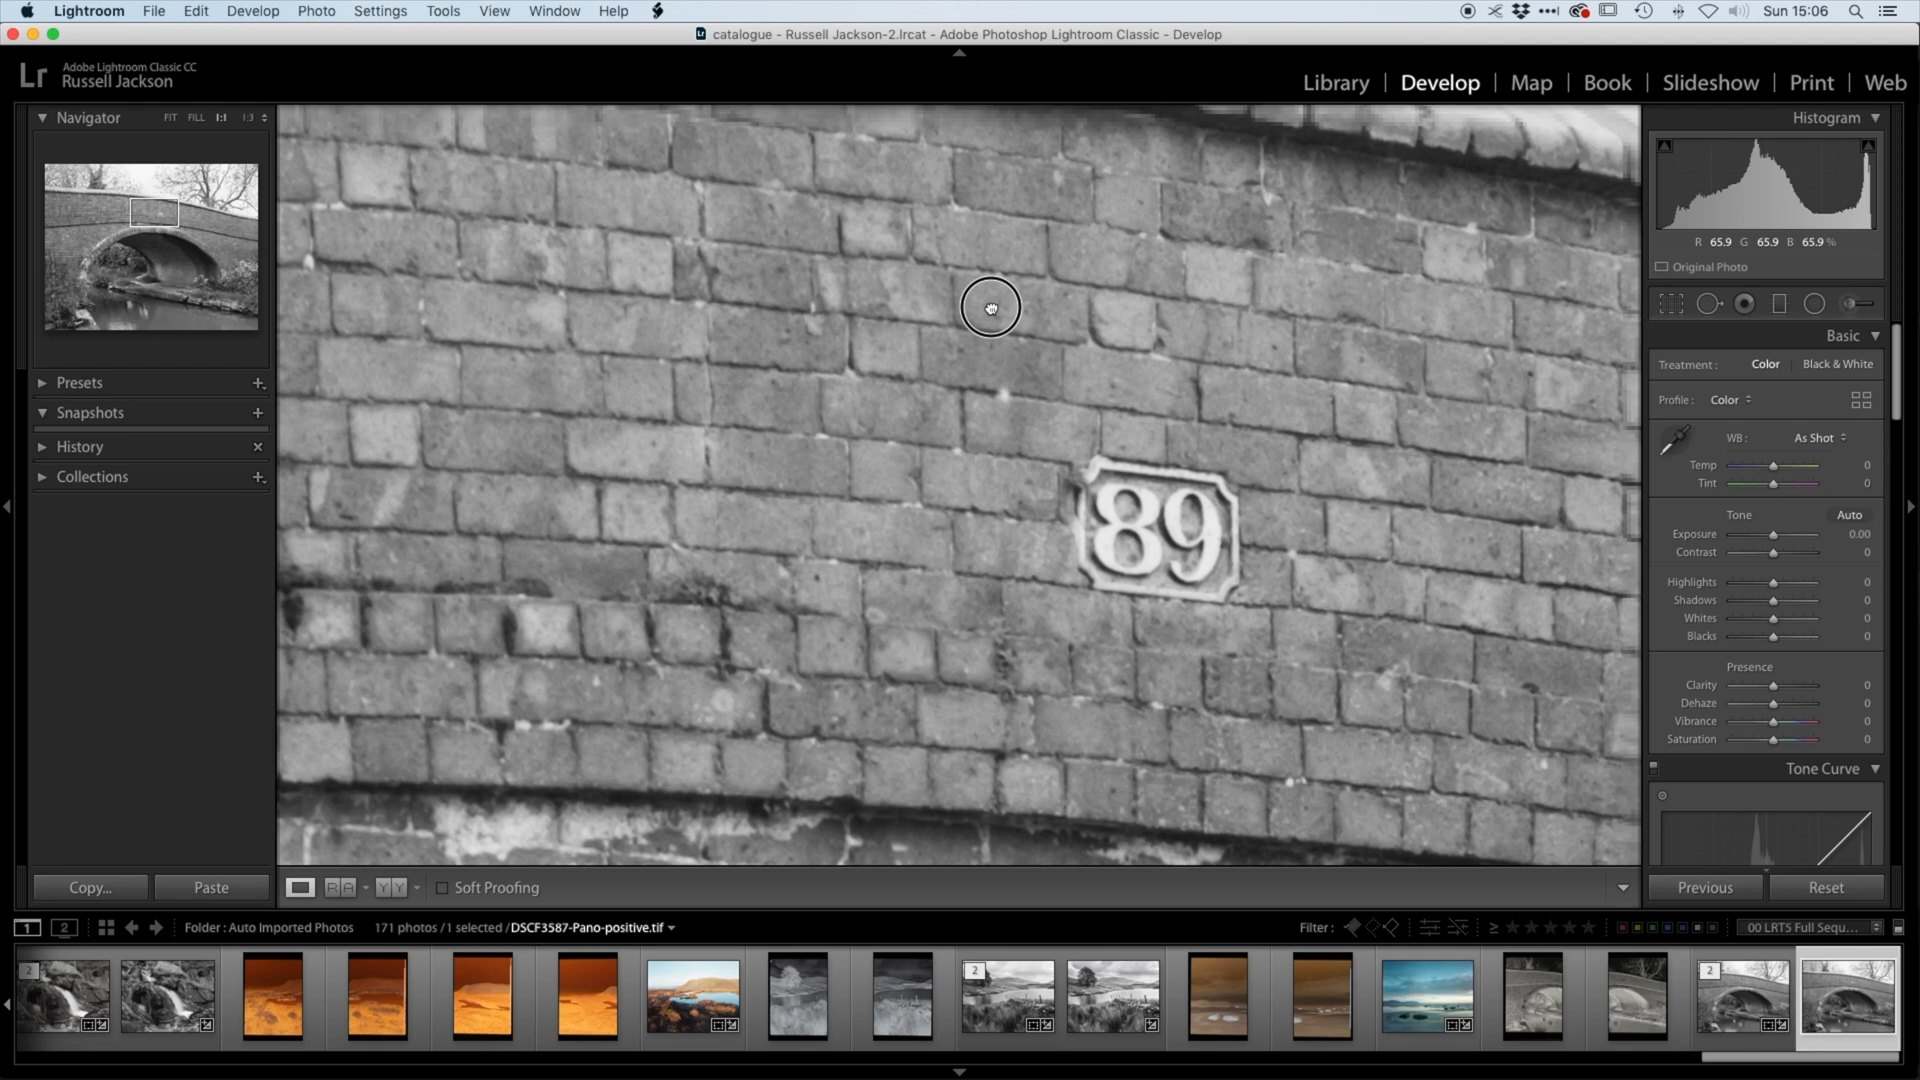 Lightroom File Edit Develop Photo Settings Tools View Window Help Sun 15:06
Lr catalogue - Russell Jackson-2.lrcat - Adobe Photoshop Lightroom Classic - Develop
Lr Adobe Lightroom Classic CC
Russell Jackson
Library | Develop | Map | Book | Slideshow | Print | Web
Navigator FIT FILL 1:1 1:3
Histogram
R 65.9 G 65.9 B 65.9 %
Original Photo
Basic
Treatment : Color Black & White
Profile : Color
WB : As Shot
Temp 0
Tint 0
Tone Auto
Exposure 0.00
Contrast 0
Highlights 0
Shadows 0
Whites 0
Blacks 0
Presence
Clarity 0
Dehaze 0
Vibrance 0
Saturation 0
Tone Curve
Presets
Snapshots
History
Collections
89
Copy... Paste
R A Y Y Soft Proofing
Previous Reset
1 2 Folder : Auto Imported Photos 171 photos / 1 selected / DSCF3587-Pano-positive.tif Filter : 00 LRT5 Full Sequ...
2 2 2